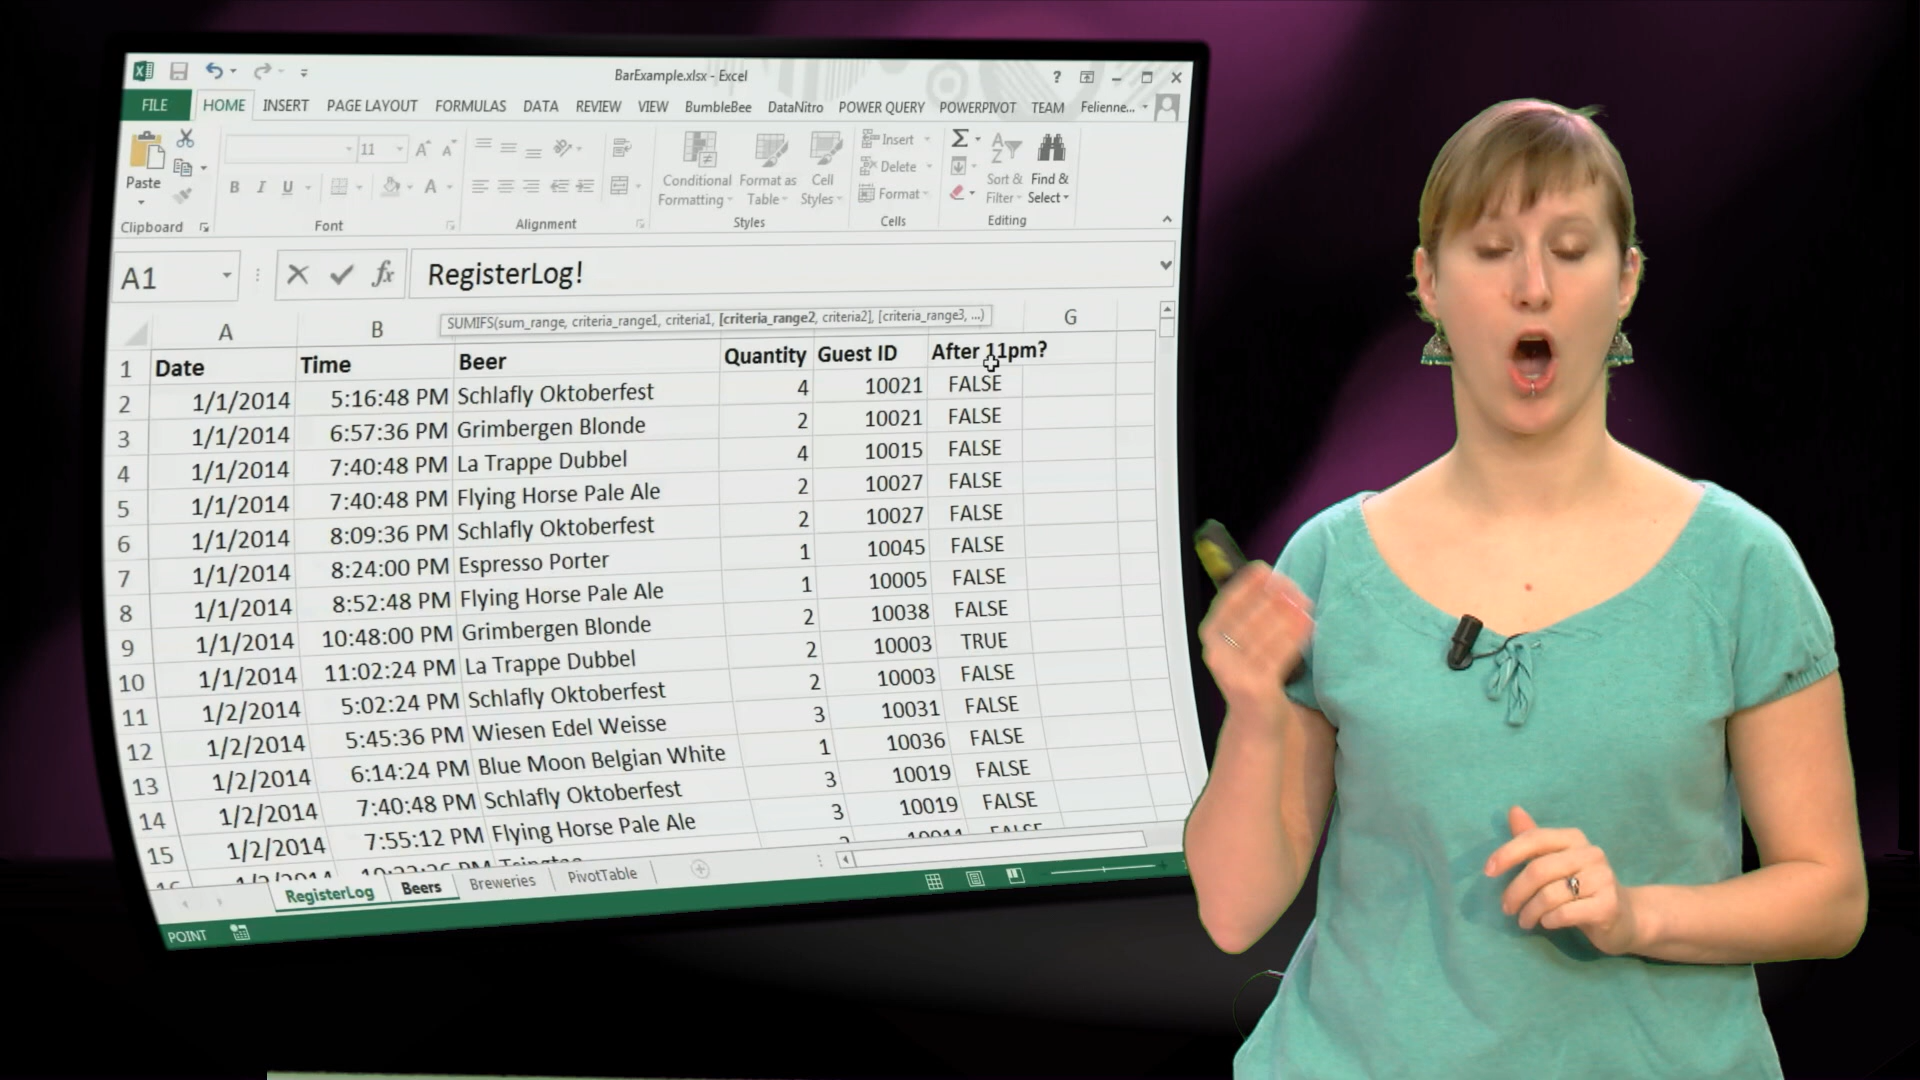 BarExample.xlsx - Excel
?
FILE HOME INSERT PAGE LAYOUT FORMULAS DATA REVIEW VIEW BumbleBee DataNitro POWER QUERY POWERPIVOT TEAM Felienne...
11 A A
Paste
B I U A
Conditional Formatting
Format as Table
Cell Styles
Insert
Delete
Format
Sort & Filter
Find & Select
Clipboard Font Alignment Styles Cells Editing
A1 fx RegisterLog!
SUMIFS(sum_range, criteria_range1, criteria1, [criteria_range2, criteria2], [criteria_range3, ...)
A B G
1 Date Time Beer Quantity Guest ID After 11pm?
2 1/1/2014 5:16:48 PM Schlafly Oktoberfest 4 10021 FALSE
3 1/1/2014 6:57:36 PM Grimbergen Blonde 2 10021 FALSE
4 1/1/2014 7:40:48 PM La Trappe Dubbel 4 10015 FALSE
5 1/1/2014 7:40:48 PM Flying Horse Pale Ale 2 10027 FALSE
6 1/1/2014 8:09:36 PM Schlafly Oktoberfest 2 10027 FALSE
7 1/1/2014 8:24:00 PM Espresso Porter 1 10045 FALSE
8 1/1/2014 8:52:48 PM Flying Horse Pale Ale 1 10005 FALSE
9 1/1/2014 10:48:00 PM Grimbergen Blonde 2 10038 FALSE
10 1/1/2014 11:02:24 PM La Trappe Dubbel 2 10003 TRUE
11 1/2/2014 5:02:24 PM Schlafly Oktoberfest 2 10003 FALSE
12 1/2/2014 5:45:36 PM Wiesen Edel Weisse 3 10031 FALSE
13 1/2/2014 6:14:24 PM Blue Moon Belgian White 1 10036 FALSE
14 1/2/2014 7:40:48 PM Schlafly Oktoberfest 3 10019 FALSE
15 1/2/2014 7:55:12 PM Flying Horse Pale Ale 3 10019 FALSE
RegisterLog Beers Breweries PivotTable
POINT